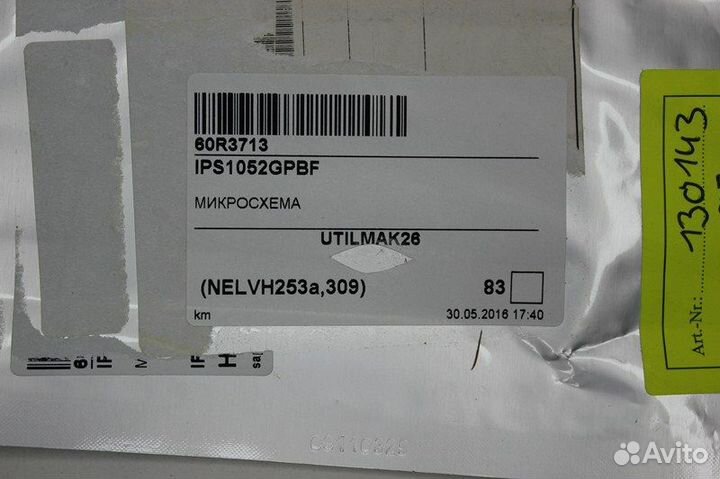 60R3713
IPS1052GPBF
МИКРОСХЕМА
UTILMAK26
(NELVH253a,309) 83
km 30.05.2016 17:40
Art.-Nr.: 130143
Avito